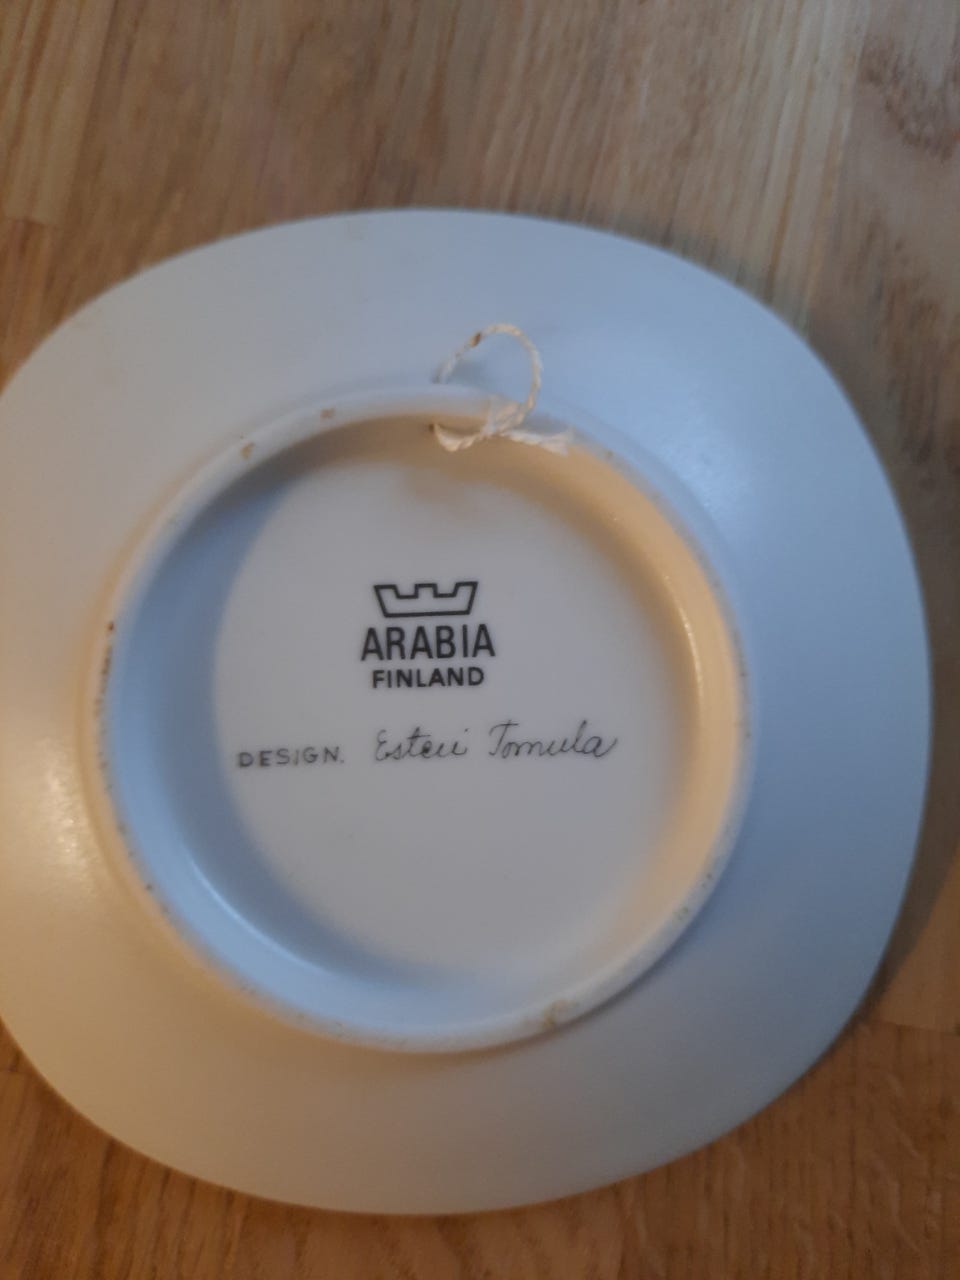 ARABIA
FINLAND
DESIGN. Esteri Tomula